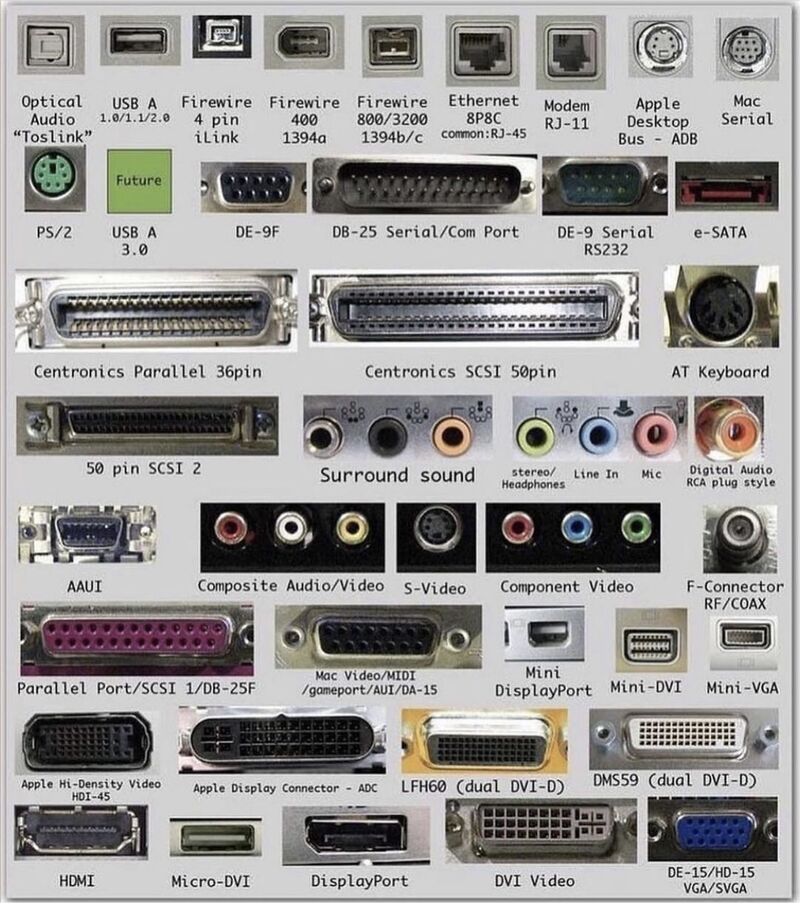 Optical
Audio
"Toslink"
USB A
1.0/1.1/2.0
Firewire
4 pin
iLink
Firewire
400
1394a
Firewire
800/3200
1394b/c
Ethernet
8P8C
common:RJ-45
Modem
RJ-11
Apple
Desktop
Bus - ADB
Mac
Serial
PS/2
Future
USB A
3.0
DE-9F
DB-25 Serial/Com Port
DE-9 Serial
RS232
e-SATA
Centronics Parallel 36pin
Centronics SCSI 50pin
AT Keyboard
50 pin SCSI 2
Surround sound
stereo/
Headphones
Line In
Mic
Digital Audio
RCA plug style
AAUI
Composite Audio/Video
S-Video
Component Video
F-Connector
RF/COAX
Parallel Port/SCSI 1/DB-25F
Mac Video/MIDI
/gameport/AUI/DA-15
Mini
DisplayPort
Mini-DVI
Mini-VGA
Apple Hi-Density Video
HDI-45
Apple Display Connector - ADC
LFH60 (dual DVI-D)
DMS59 (dual DVI-D)
HDMI
Micro-DVI
DisplayPort
DVI Video
DE-15/HD-15
VGA/SVGA